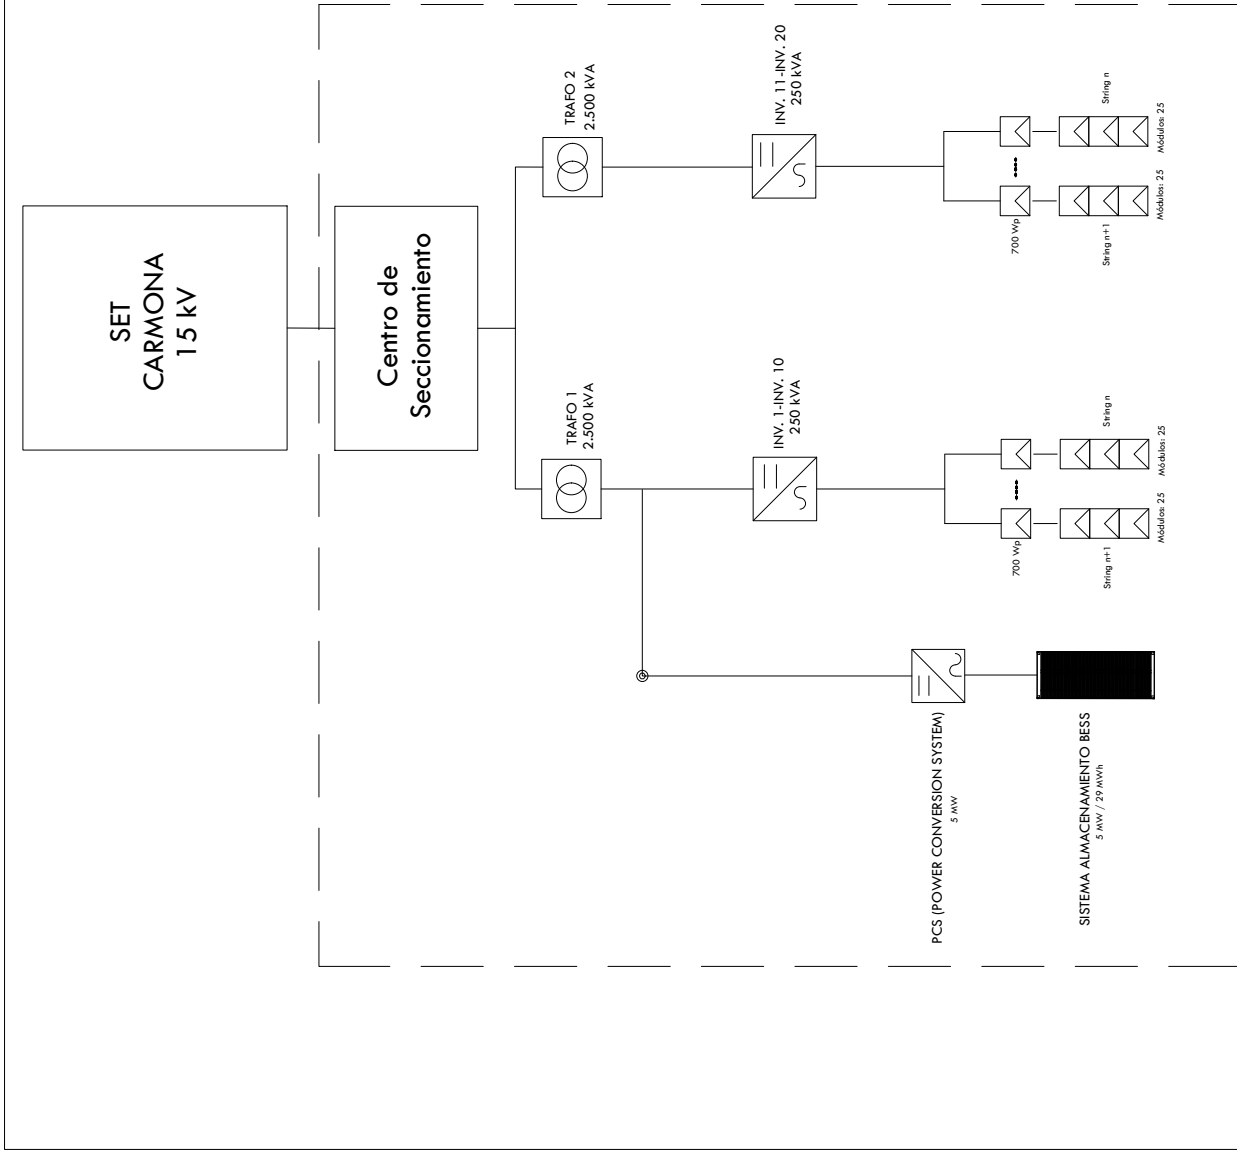 SET
CARMONA
15 kV
Centro de
Seccionamiento
TRAFO 1
2.500 kVA
TRAFO 2
2.500 kVA
INV. 1-INV. 10
250 kVA
INV. 11-INV. 20
250 kVA
700 Wp
String n+1
Módulos: 25
String n
Módulos: 25
700 Wp
String n+1
Módulos: 25
String n
Módulos: 25
PCS (POWER CONVERSION SYSTEM)
5 MW
SISTEMA ALMACENAMIENTO BESS
5 MW / 29 MWh